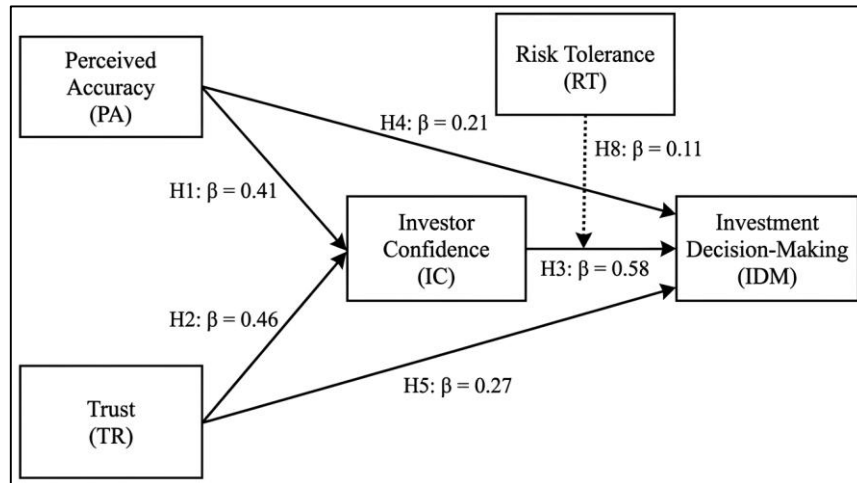 Perceived
Accuracy
(PA)
Risk Tolerance
(RT)
H4: β = 0.21
H8: β = 0.11
H1: β = 0.41
Investor
Confidence
(IC)
Investment
Decision-Making
(IDM)
H3: β = 0.58
H2: β = 0.46
H5: β = 0.27
Trust
(TR)